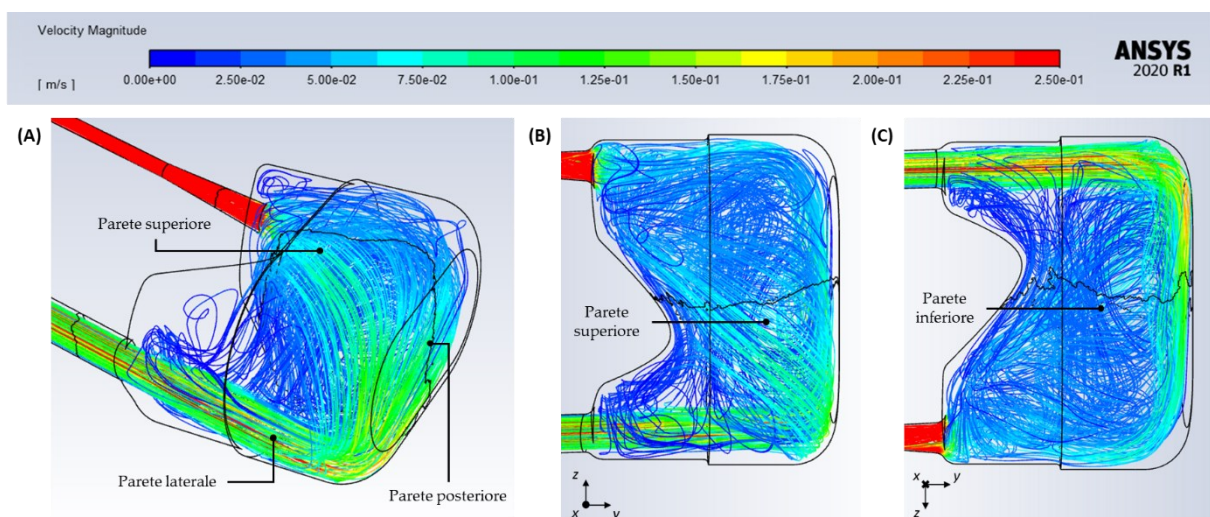 Velocity Magnitude
[ m/s ]
0.00e+00 2.50e-02 5.00e-02 7.50e-02 1.00e-01 1.25e-01 1.50e-01 1.75e-01 2.00e-01 2.25e-01 2.50e-01
ANSYS
2020 R1
(A)
Parete superiore
Parete laterale
Parete posteriore
(B)
Parete
superiore
z
x y
(C)
Parete
inferiore
x y
z